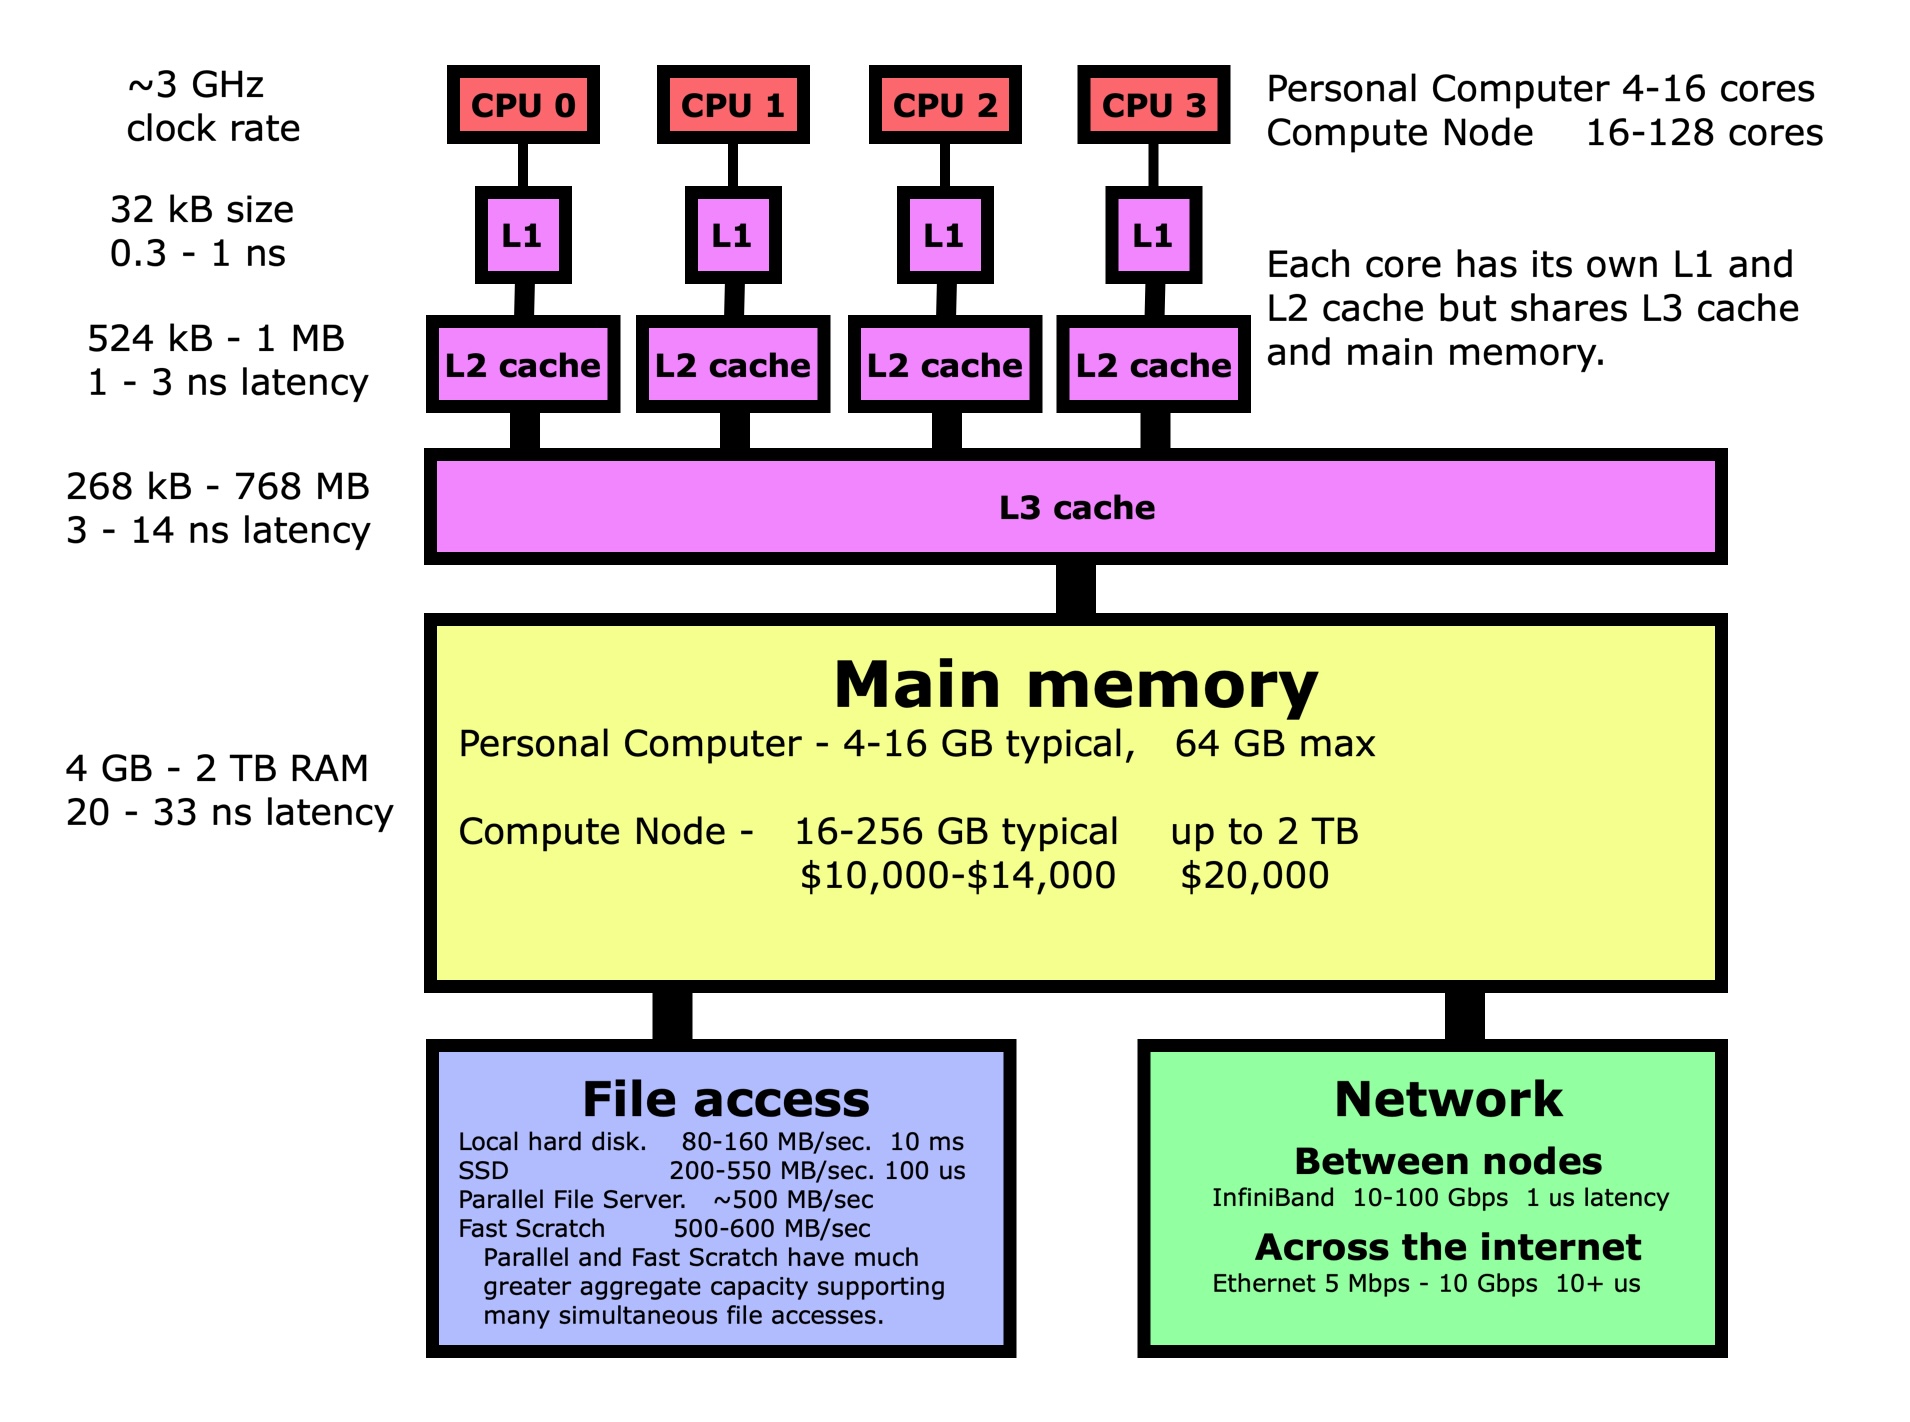 ~3 GHz
clock rate
CPU 0
CPU 1
CPU 2
CPU 3
Personal Computer 4-16 cores
Compute Node 16-128 cores
32 kB size
0.3 - 1 ns
L1
L1
L1
L1
Each core has its own L1 and
L2 cache but shares L3 cache
and main memory.
524 kB - 1 MB
1 - 3 ns latency
L2 cache
L2 cache
L2 cache
L2 cache
268 kB - 768 MB
3 - 14 ns latency
L3 cache
4 GB - 2 TB RAM
20 - 33 ns latency
Main memory
Personal Computer - 4-16 GB typical, 64 GB max
Compute Node - 16-256 GB typical up to 2 TB
$10,000-$14,000 $20,000
File access
Local hard disk. 80-160 MB/sec. 10 ms
SSD 200-550 MB/sec. 100 us
Parallel File Server. ~500 MB/sec
Fast Scratch 500-600 MB/sec
Parallel and Fast Scratch have much
greater aggregate capacity supporting
many simultaneous file accesses.
Network
Between nodes
InfiniBand 10-100 Gbps 1 us latency
Across the internet
Ethernet 5 Mbps - 10 Gbps 10+ us